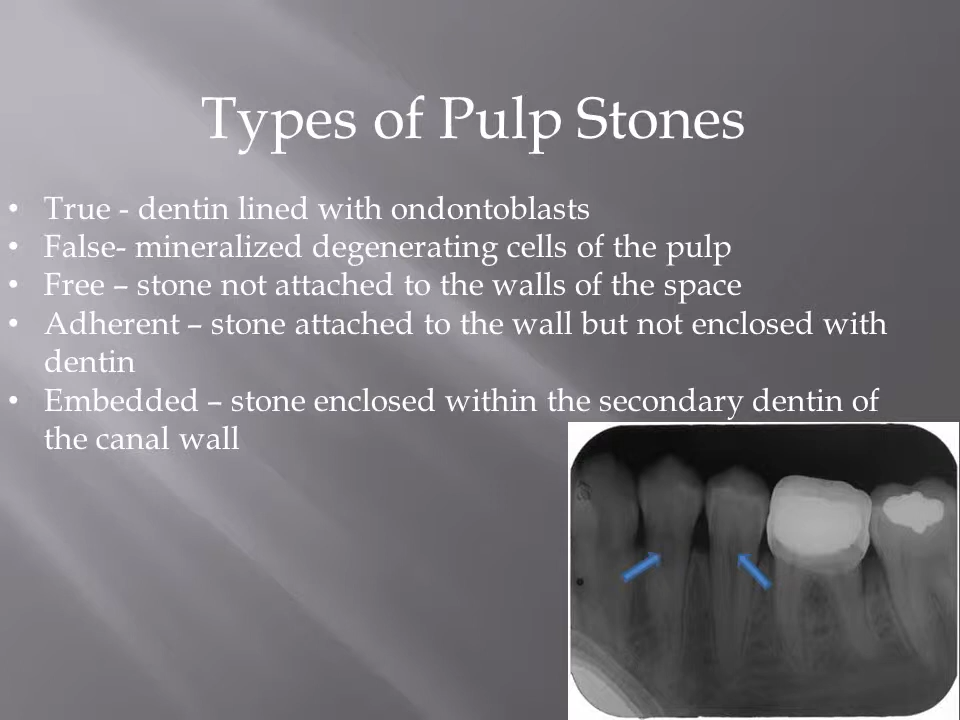 Types of Pulp Stones
• True - dentin lined with ondontoblasts
• False- mineralized degenerating cells of the pulp
• Free – stone not attached to the walls of the space
• Adherent – stone attached to the wall but not enclosed with
dentin
• Embedded – stone enclosed within the secondary dentin of
the canal wall